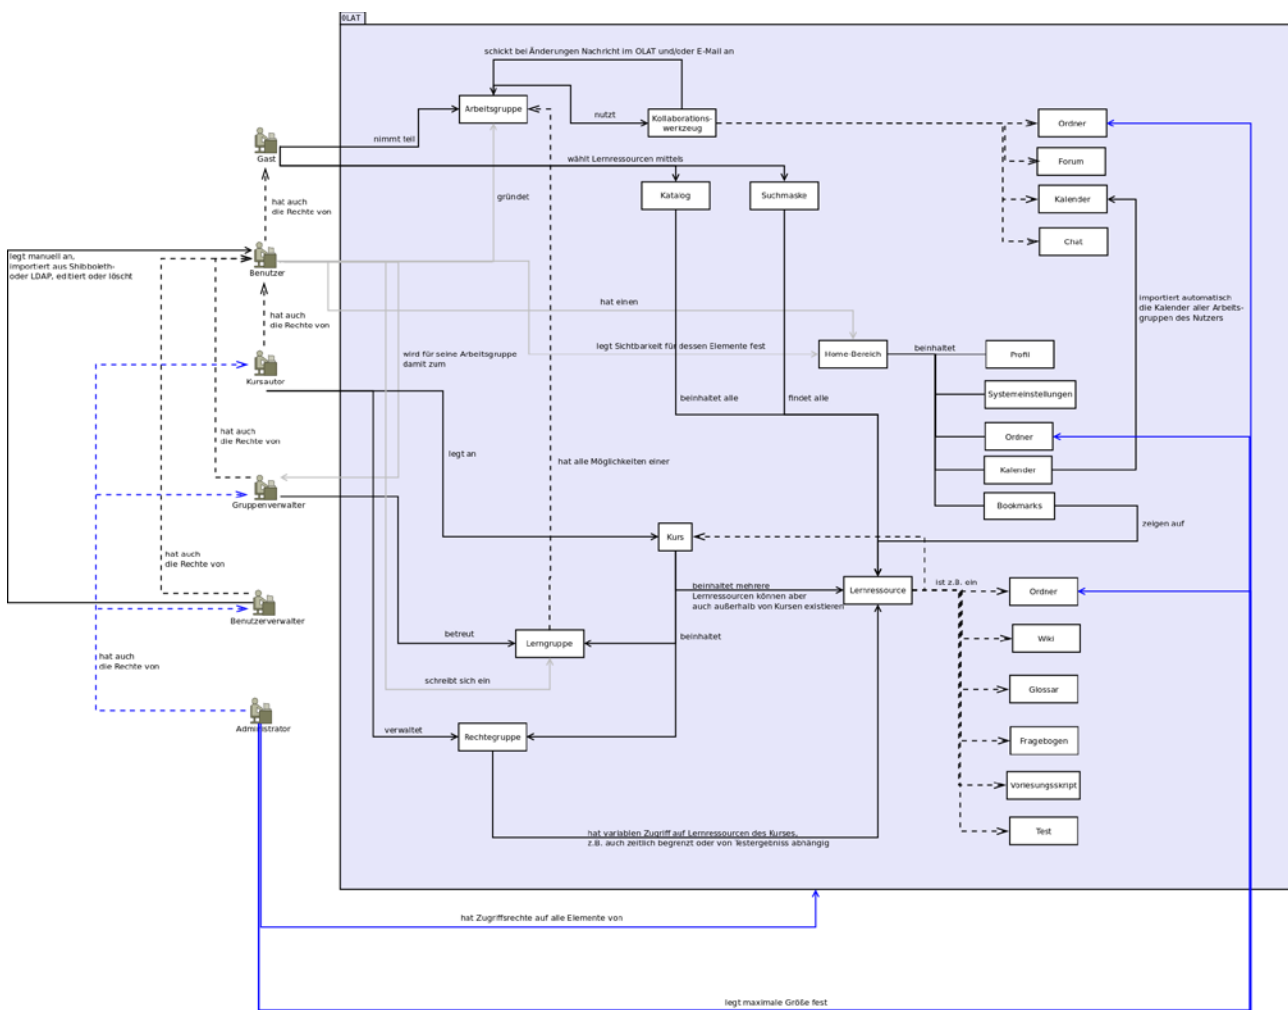 OLAT
schickt bei Änderungen Nachricht im OLAT und/oder E-Mail an
Arbeitsgruppe
nutzt
Kollaborations-
werkzeug
Ordner
nimmt teil
Gast
wählt Lernressourcen mittels
Forum
gründet
Katalog
Suchmaske
Kalender
hat auch
die Rechte von
Chat
legt manuell an,
importiert aus Shibboleth-
oder LDAP, editiert oder löscht
Benutzer
hat einen
importiert automatisch
die Kalender aller Arbeits-
gruppen des Nutzers
hat auch
die Rechte von
legt Sichtbarkeit für dessen Elemente fest
Home-Bereich
beinhaltet
Profil
wird für seine Arbeitsgruppe
damit zum
Kursautor
Systemeinstellungen
beinhaltet alle
findet alle
hat auch
die Rechte von
Ordner
legt an
hat alle Möglichkeiten einer
Kalender
Gruppenverwalter
Bookmarks
zeigen auf
Kurs
hat auch
die Rechte von
beinhaltet mehrere
Lernressourcen können aber
auch außerhalb von Kursen existieren
Lernressource
ist z.B. ein
Ordner
Benutzerverwalter
betreut
Lerngruppe
beinhaltet
Wiki
hat auch
die Rechte von
schreibt sich ein
Glossar
Administrator
verwaltet
Rechtegruppe
Fragebogen
Vorlesungsskript
hat variablen Zugriff auf Lernressourcen des Kurses,
z.B. auch zeitlich begrenzt oder von Testergebniss abhängig
Test
hat Zugriffsrechte auf alle Elemente von
legt maximale Größe fest